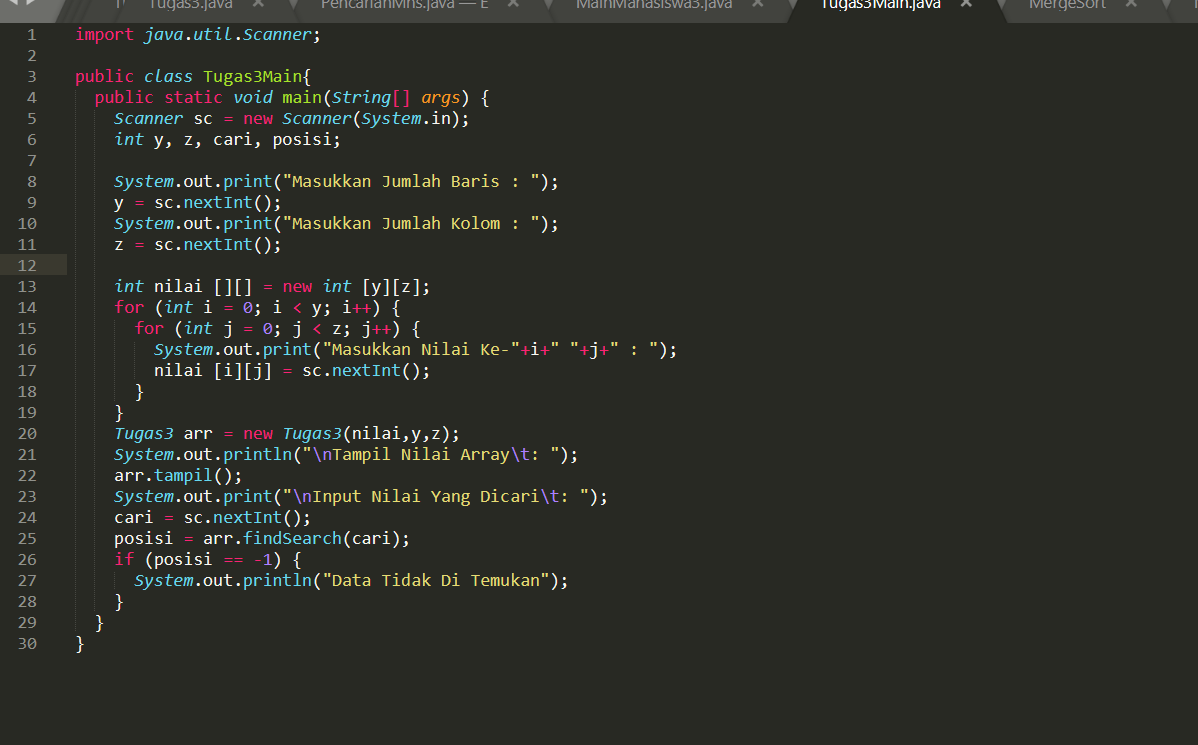 Tugas3.java × PencarianMhs.java — E × MainMahasiswa3.java × Tugas3Main.java × MergeSort ×
1 import java.util.Scanner;
2
3 public class Tugas3Main{
4 public static void main(String[] args) {
5 Scanner sc = new Scanner(System.in);
6 int y, z, cari, posisi;
7
8 System.out.print("Masukkan Jumlah Baris : ");
9 y = sc.nextInt();
10 System.out.print("Masukkan Jumlah Kolom : ");
11 z = sc.nextInt();
12
13 int nilai [][] = new int [y][z];
14 for (int i = 0; i < y; i++) {
15 for (int j = 0; j < z; j++) {
16 System.out.print("Masukkan Nilai Ke-"+i+" "+j+" : ");
17 nilai [i][j] = sc.nextInt();
18 }
19 }
20 Tugas3 arr = new Tugas3(nilai,y,z);
21 System.out.println("\nTampil Nilai Array\t: ");
22 arr.tampil();
23 System.out.print("\nInput Nilai Yang Dicari\t: ");
24 cari = sc.nextInt();
25 posisi = arr.findSearch(cari);
26 if (posisi == -1) {
27 System.out.println("Data Tidak Di Temukan");
28 }
29 }
30 }